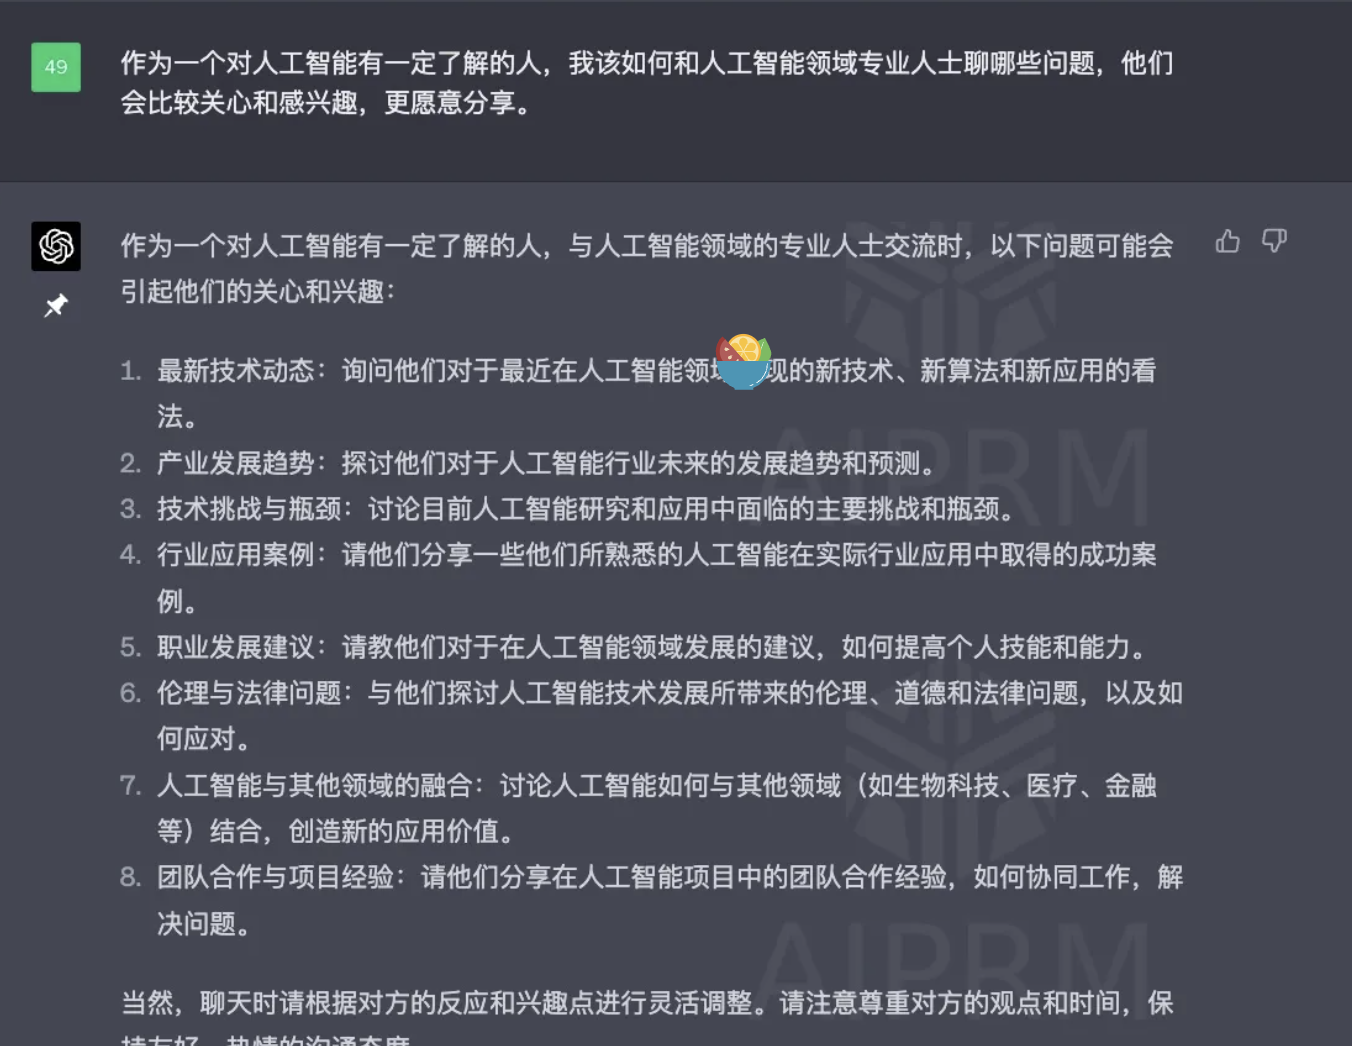 49
作为一个对人工智能有一定了解的人，我该如何和人工智能领域专业人士聊哪些问题，他们
会比较关心和感兴趣，更愿意分享。
作为一个对人工智能有一定了解的人，与人工智能领域的专业人士交流时，以下问题可能会
引起他们的关心和兴趣：
1. 最新技术动态：询问他们对于最近在人工智能领 现的新技术、新算法和新应用的看
法。
2. 产业发展趋势：探讨他们对于人工智能行业未来的发展趋势和预测。
3. 技术挑战与瓶颈：讨论目前人工智能研究和应用中面临的主要挑战和瓶颈。
4. 行业应用案例：请他们分享一些他们所熟悉的人工智能在实际行业应用中取得的成功案
例。
5. 职业发展建议：请教他们对于在人工智能领域发展的建议，如何提高个人技能和能力。
6. 伦理与法律问题：与他们探讨人工智能技术发展所带来的伦理、道德和法律问题，以及如
何应对。
7. 人工智能与其他领域的融合：讨论人工智能如何与其他领域（如生物科技、医疗、金融
等）结合，创造新的应用价值。
8. 团队合作与项目经验：请他们分享在人工智能项目中的团队合作经验，如何协同工作，解
决问题。
当然，聊天时请根据对方的反应和兴趣点进行灵活调整。请注意尊重对方的观点和时间，保
持友好、热情的沟通态度
AIPRM
AIPRM